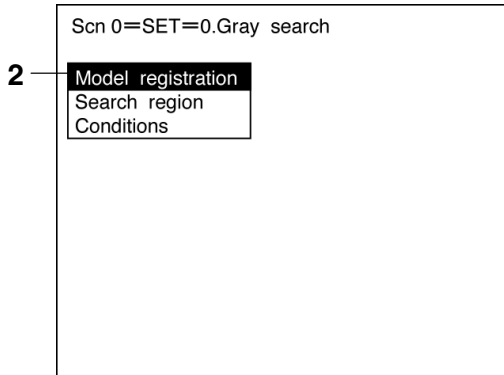 Scn 0=SET=0.Gray search
2
Model registration
Search region
Conditions